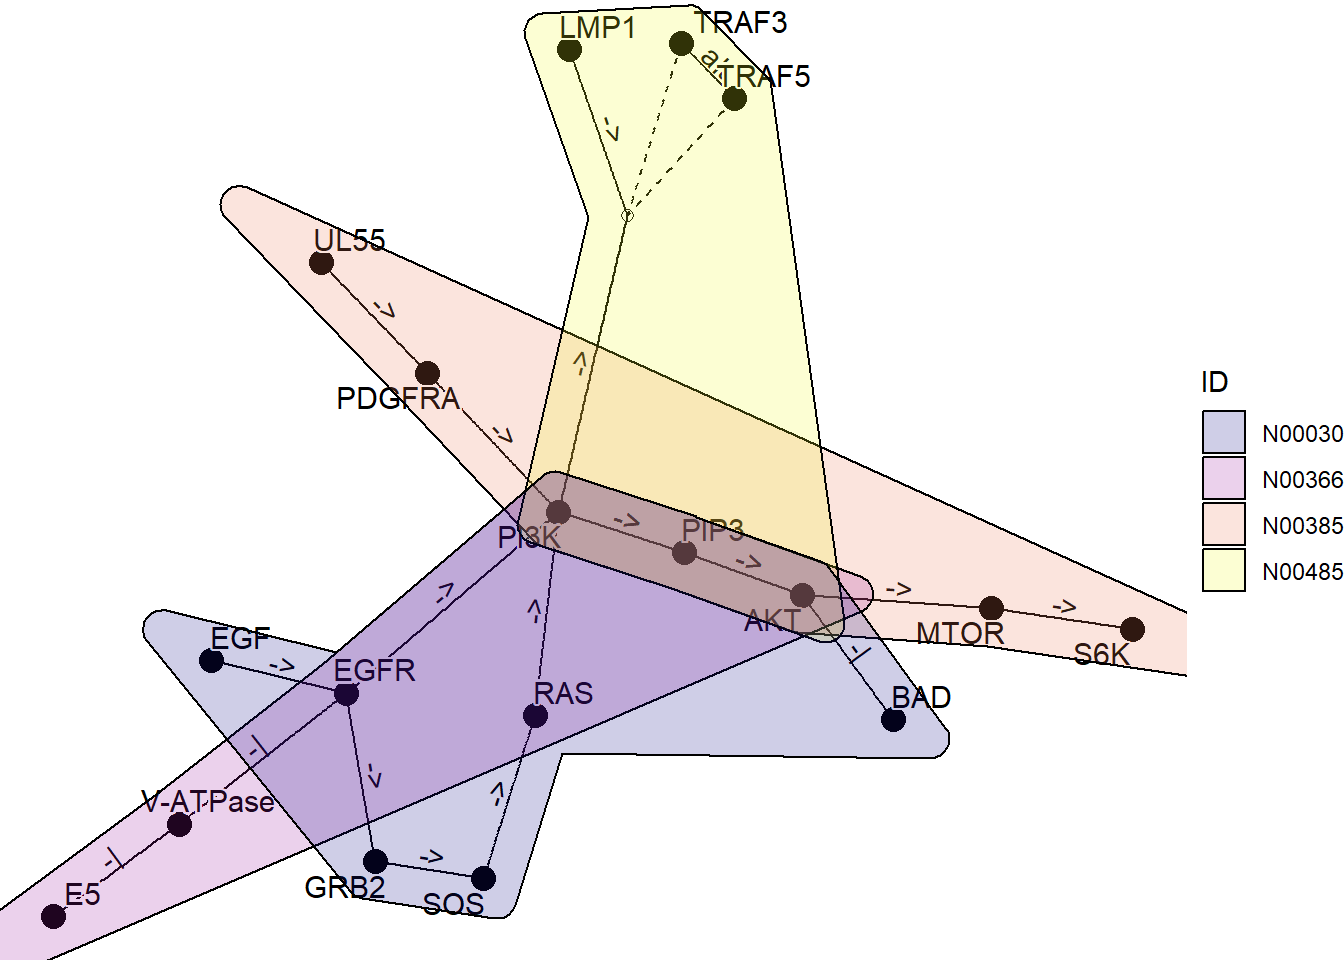 LMP1
TRAF3
a.
TRAF5
->
UL55
->
->
PDGFRA
->
ID
N00030
N00366
N00385
N00485
PI3K
->
PIP3
->
AKT
->
MTOR
->
S6K
->
->
EGF
->
EGFR
RAS
-|
BAD
-|
->
->
V-ATPase
-|
->
GRB2
SOS
E5